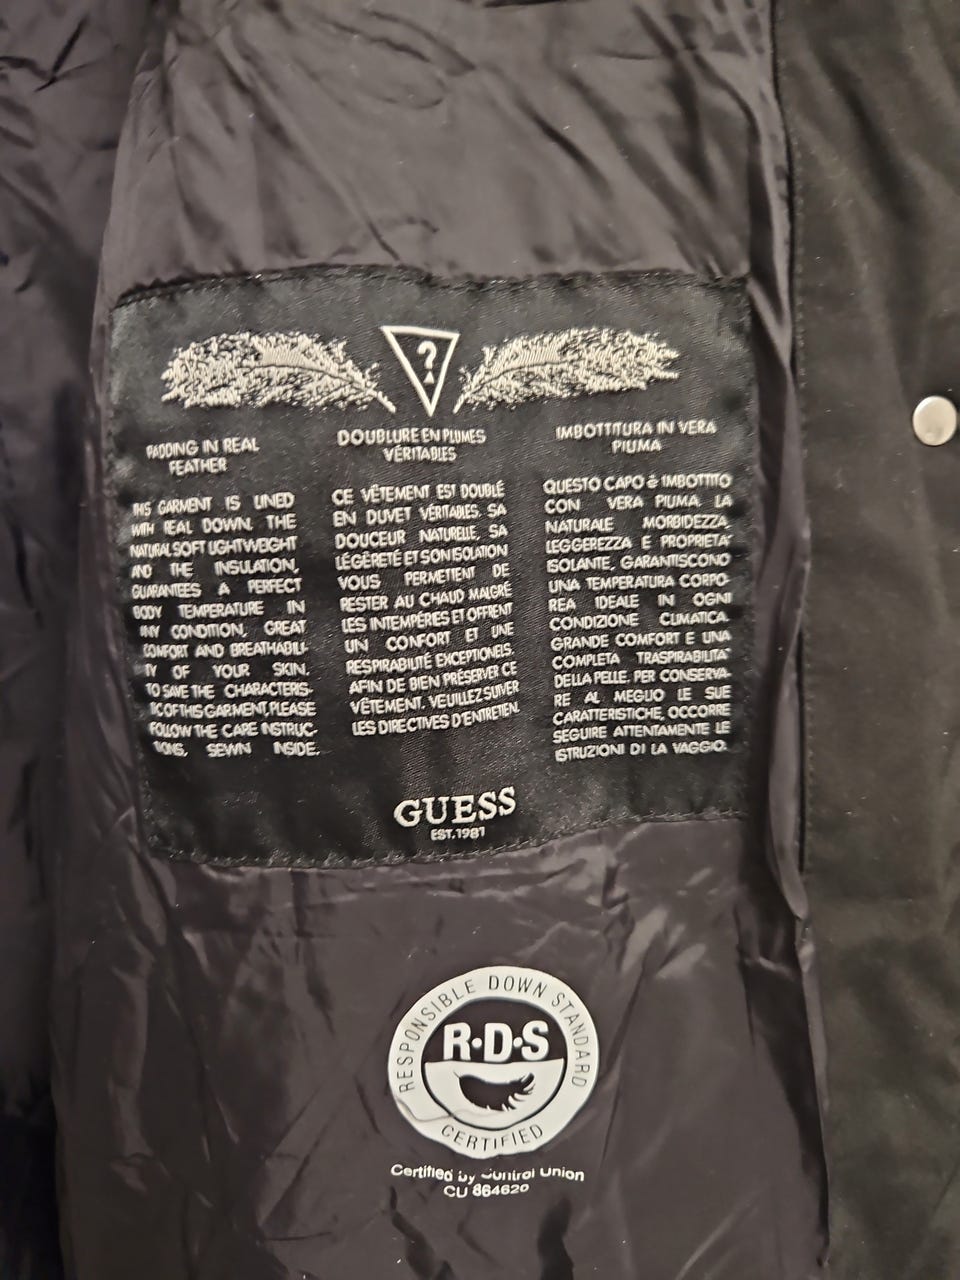 ?
PADDING IN REAL
FEATHER
THIS GARMENT IS LINED
WITH REAL DOWN. THE
NATURAL SOFT LIGHTWEIGHT
AND THE INSULATION,
GUARANTEES A PERFECT
BODY TEMPERATURE IN
ANY CONDITION, GREAT
COMFORT AND BREATHABILI-
TY OF YOUR SKIN.
TO SAVE THE CHARACTERIS-
TIC OF THIS GARMENT, PLEASE
FOLLOW THE CARE INSTRUC-
TIONS, SEWN INSIDE.
DOUBLURE EN PLUMES
VÉRITABLES
CE VÊTEMENT EST DOUBLÉ
EN DUVET VÉRITABLES. SA
DOUCEUR NATURELLE, SA
LÉGÈRETÉ ET SON ISOLATION
VOUS PERMETTENT DE
RESTER AU CHAUD MALGRÉ
LES INTEMPÉRIES ET OFFRENT
UN CONFORT ET UNE
RESPIRABILITÉ EXCEPTIONELS.
AFIN DE BIEN PRÉSERVER CE
VÊTEMENT, VEUILLEZ SUIVER
LES DIRECTIVES D'ENTRETIEN.
IMBOTTITURA IN VERA
PIUMA
QUESTO CAPO è IMBOTTITO
CON VERA PIUMA. LA
NATURALE MORBIDEZZA,
LEGGEREZZA E PROPRIETA'
ISOLANTE, GARANTISCONO
UNA TEMPERATURA CORPO-
REA IDEALE IN OGNI
CONDIZIONE CLIMATICA.
GRANDE COMFORT E UNA
COMPLETA TRASPIRABILITA'
DELLA PELLE. PER CONSERVA-
RE AL MEGLIO LE SUE
CARATTERISTICHE, OCCORRE
SEGUIRE ATTENTAMENTE LE
ISTRUZIONI DI LA VAGGIO.
GUESS
EST.1981
RESPONSIBLE DOWN STANDARD
R·D·S
CERTIFIED
Certified by Control Union
CU 864620